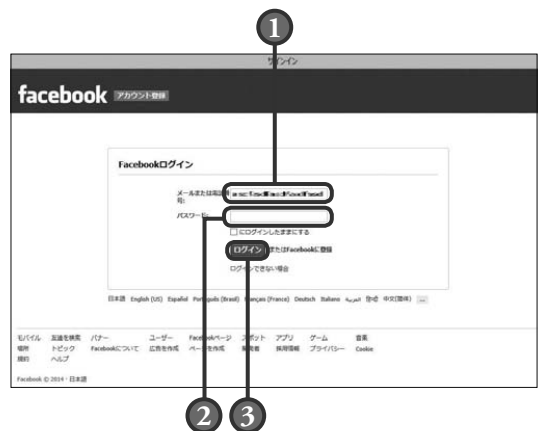 1
サインイン
facebook アカウント登録
Facebookログイン
メールまたは電話番
号:
パスワード:
にログインしたままにする
ログイン またはFacebookに登録
ログインできない場合
日本語 English (US) Español Português (Brasil) Français (France) Deutsch Italiano العربية हिन्दी 中文(简体) ...
モバイル 友達を検索 バナー ユーザー Facebookページ スポット アプリ ゲーム 音楽
場所 トピック Facebookについて 広告を作成 ページを作成 開発者 採用情報 プライバシー Cookie
規約 ヘルプ
Facebook © 2014 · 日本語
2 3